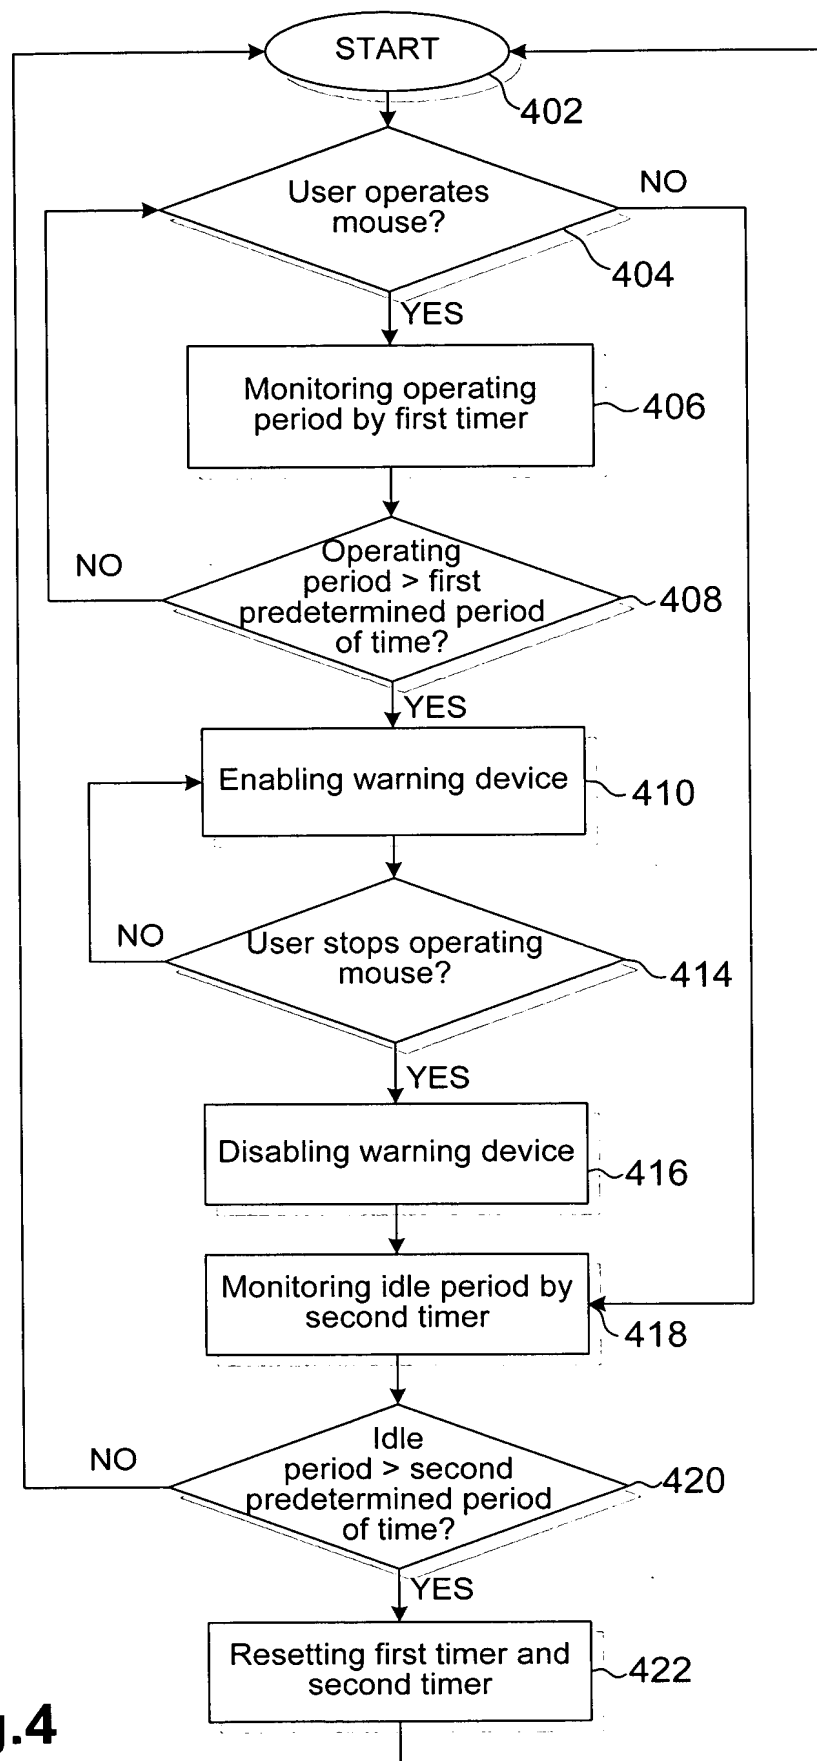 START
402
User operates
mouse?
NO
404
YES
Monitoring operating
period by first timer
406
Operating
period > first
predetermined period
of time?
NO
408
YES
Enabling warning device
410
User stops operating
mouse?
NO
414
YES
Disabling warning device
416
Monitoring idle period by
second timer
418
Idle
period > second
predetermined period
of time?
NO
420
YES
Resetting first timer and
second timer
422
g.4